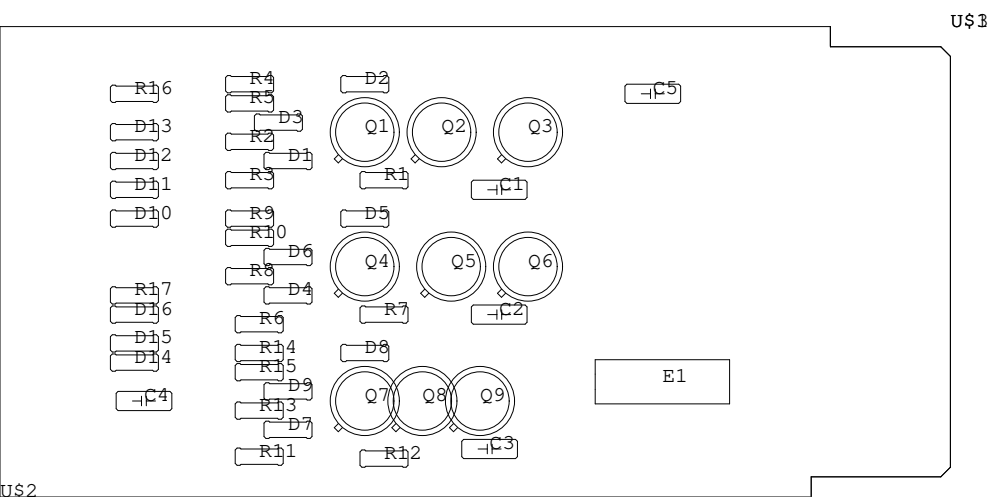 U$3
R16 R4 D2 C5
R5
D13 D3 Q1 Q2 Q3
R2
D12 D1
D11 R3 R1 C1
D10 R9 D5
R10
D6 Q4 Q5 Q6
R8
R17 D4
D16 R6 R7 C2
D15 R14 D8
D14 R15 E1
C4 D9 Q7 Q8 Q9
R13
D7
R11 R12 C3
U$2